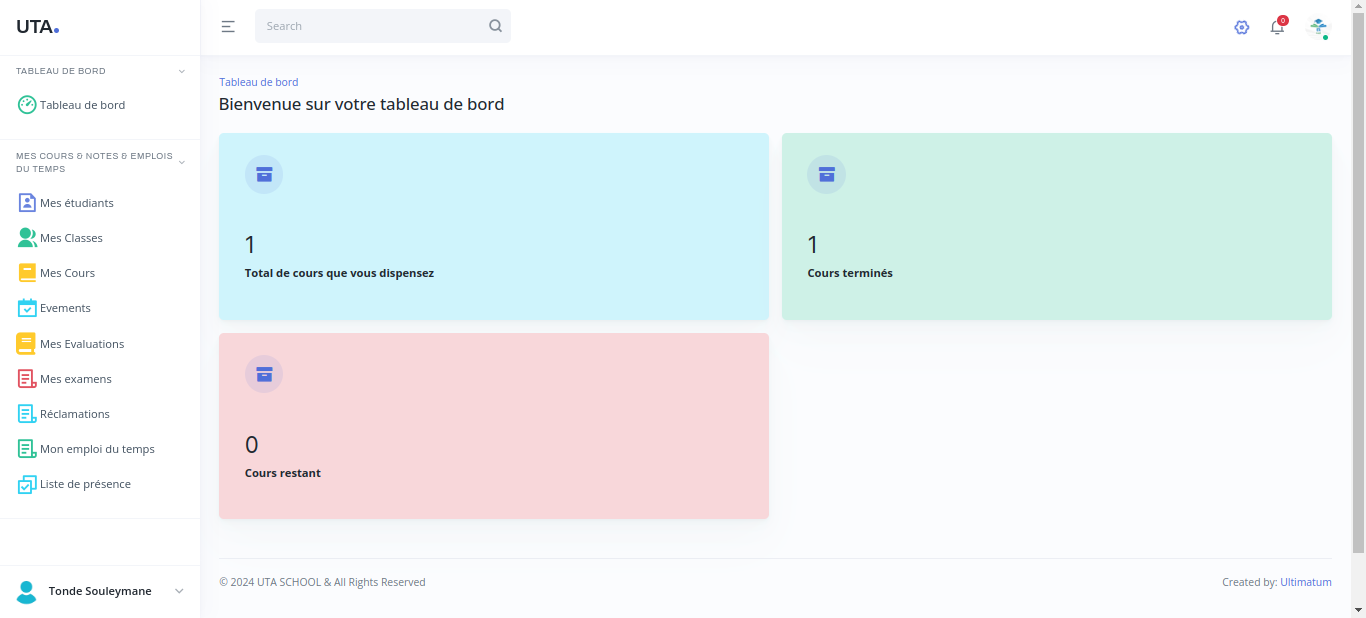 UTA.
Search
0
TABLEAU DE BORD
Tableau de bord
MES COURS & NOTES & EMPLOIS
DU TEMPS
Mes étudiants
Mes Classes
Mes Cours
Evements
Mes Evaluations
Mes examens
Réclamations
Mon emploi du temps
Liste de présence
Tonde Souleymane
Tableau de bord
Bienvenue sur votre tableau de bord
1
Total de cours que vous dispensez
1
Cours terminés
0
Cours restant
© 2024 UTA SCHOOL & All Rights Reserved
Created by: Ultimatum